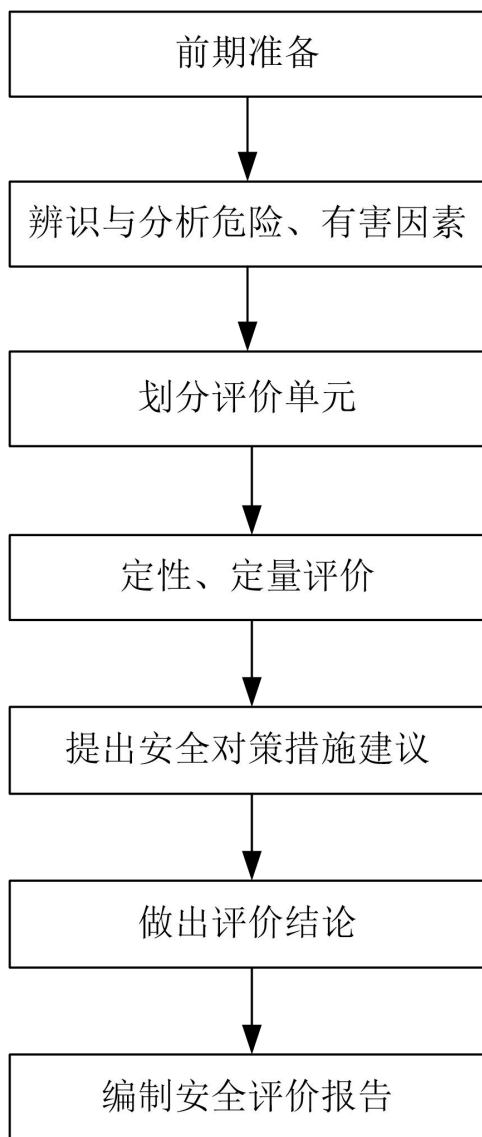 前期准备
辨识与分析危险、有害因素
划分评价单元
定性、定量评价
提出安全对策措施建议
做出评价结论
编制安全评价报告